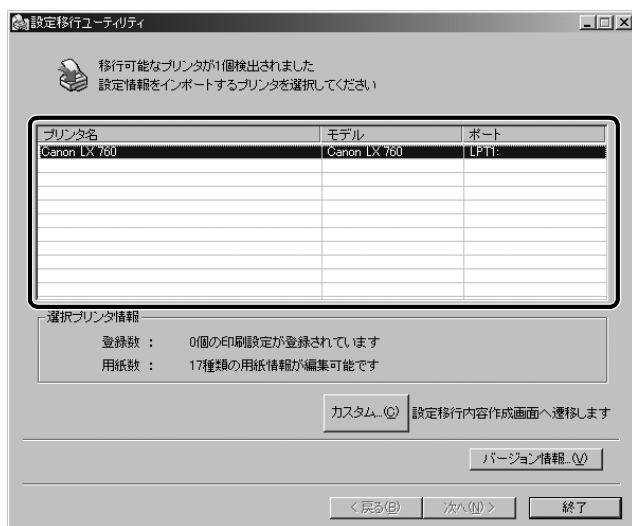 設定移行ユーティリティ
移行可能なプリンタが1個検出されました
設定情報をインポートするプリンタを選択してください
プリンタ名 モデル ポート
Canon LX 760 Canon LX 760 LPT1:
選択プリンタ情報
登録数 : 0個の印刷設定が登録されています
用紙数 : 17種類の用紙情報が編集可能です
カスタム...(C) 設定移行内容作成画面へ遷移します
バージョン情報...(V)
< 戻る(B) 次へ(N) > 終了